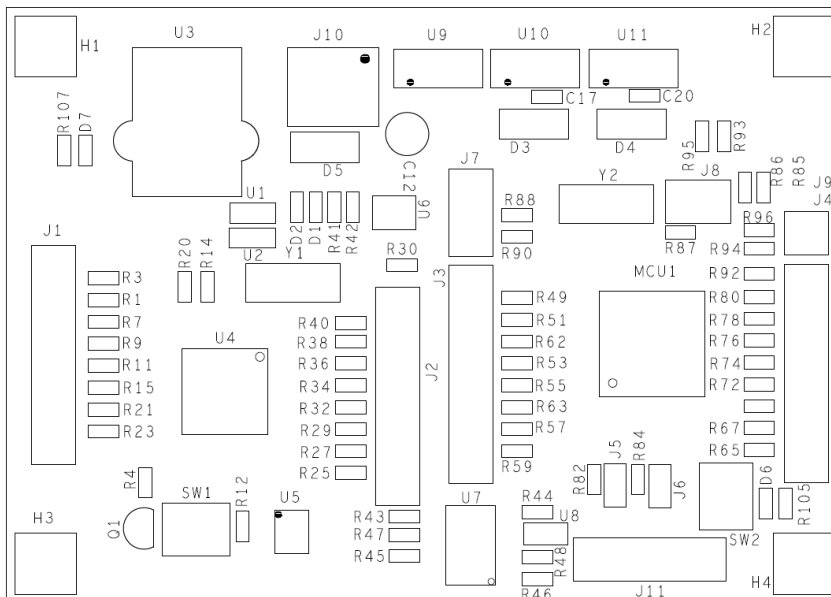 H1
U3
J10
U9
U10
U11
H2
C17
C20
R107
D7
D5
C12
D3
D4
R95
R93
J7
Y2
J8
R86
R85
J9
J4
U1
U2
D2
D1
R41
R42
U6
R88
R90
R87
R96
R94
J1
R20
R14
Y1
R30
J3
MCU1
R92
R3
R1
R7
R9
R11
R15
R21
R23
U4
R40
R38
R36
R34
R32
R29
R27
R25
J2
R49
R51
R62
R53
R55
R63
R57
R59
R80
R78
R76
R74
R72
R67
R65
R4
SW1
R12
U5
R43
R47
R45
U7
R44
U8
R48
R46
R82
J5
R84
J6
SW2
D6
R105
H3
Q1
J11
H4